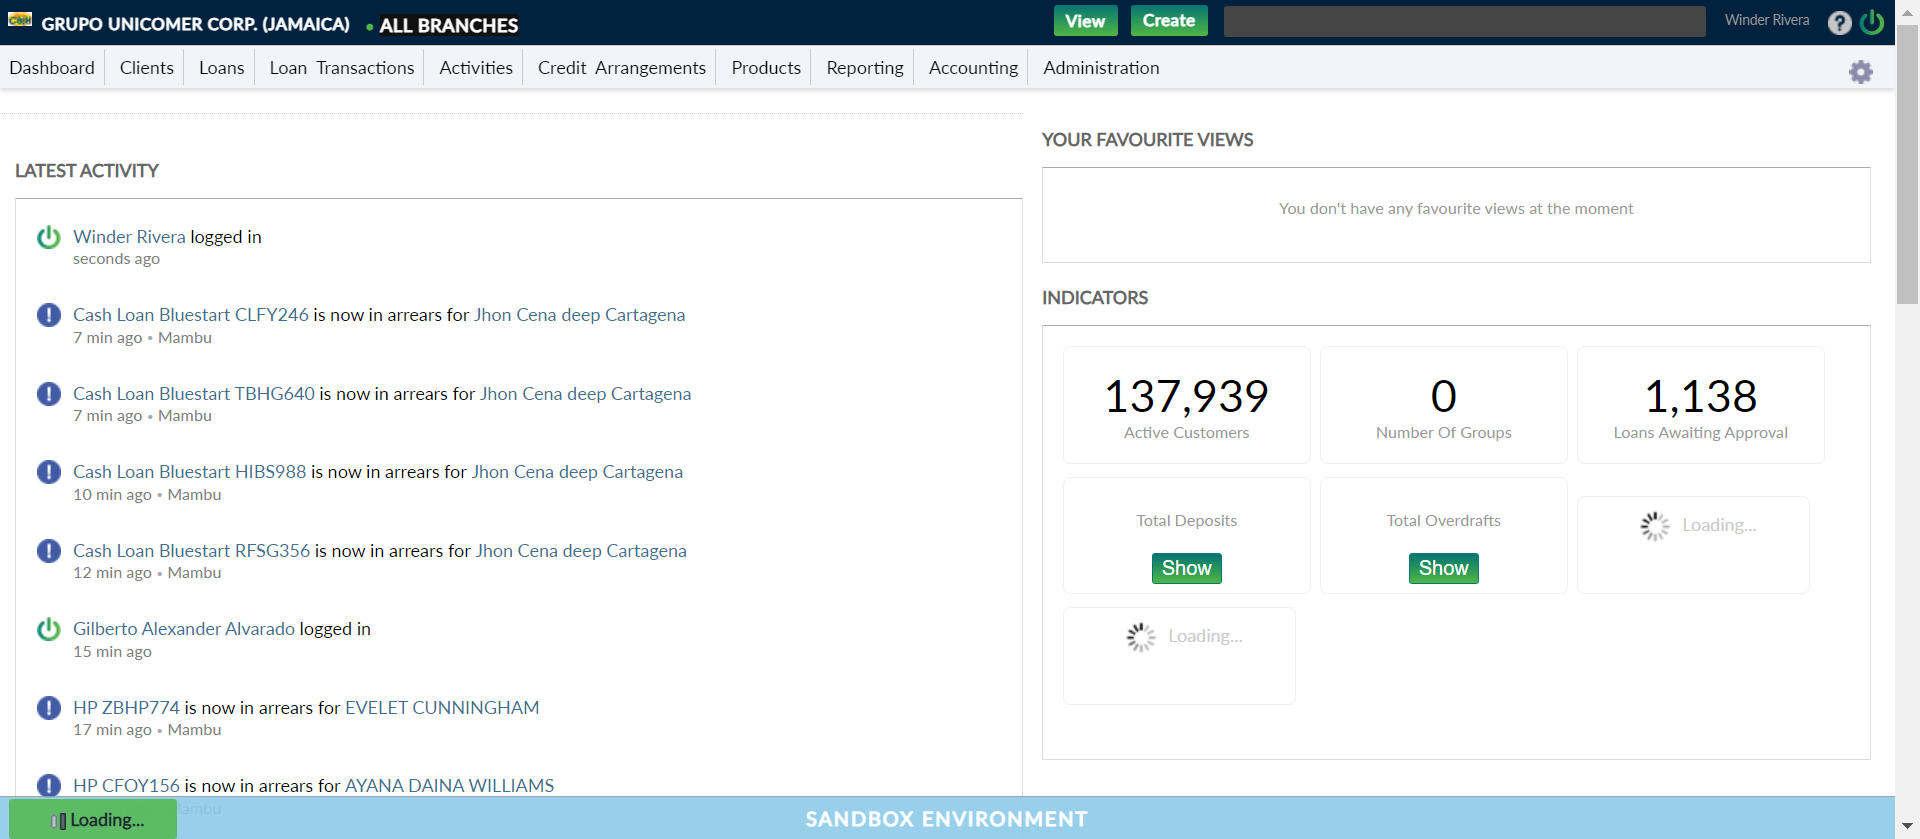 GRUPO UNICOMER CORP. (JAMAICA) • ALL BRANCHES
View Create Winder Rivera
Dashboard Clients Loans Loan Transactions Activities Credit Arrangements Products Reporting Accounting Administration
LATEST ACTIVITY
Winder Rivera logged in
seconds ago
Cash Loan Bluestart CLFY246 is now in arrears for Jhon Cena deep Cartagena
7 min ago • Mambu
Cash Loan Bluestart TBHG640 is now in arrears for Jhon Cena deep Cartagena
7 min ago • Mambu
Cash Loan Bluestart HIBS988 is now in arrears for Jhon Cena deep Cartagena
10 min ago • Mambu
Cash Loan Bluestart RFSG356 is now in arrears for Jhon Cena deep Cartagena
12 min ago • Mambu
Gilberto Alexander Alvarado logged in
15 min ago
HP ZBHP774 is now in arrears for EVELET CUNNINGHAM
17 min ago • Mambu
HP CFOY156 is now in arrears for AYANA DAINA WILLIAMS
YOUR FAVOURITE VIEWS
You don't have any favourite views at the moment
INDICATORS
137,939
Active Customers
0
Number Of Groups
1,138
Loans Awaiting Approval
Total Deposits
Show
Total Overdrafts
Show
Loading...
Loading...
Loading...
SANDBOX ENVIRONMENT